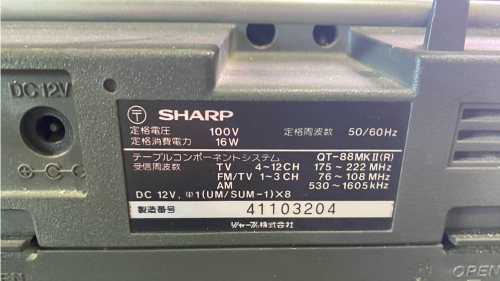 DC 12V
〒 SHARP
定格電圧 100V 定格周波数 50/60Hz
定格消費電力 16W
テーブルコンポーネントシステム QT-88MKⅡ(R)
受信周波数 TV 4~12CH 175~222MHz
FM/TV 1~3CH 76~108MHz
AM 530~1605kHz
DC 12V, 単1(UM/SUM-1)×8
製造番号 41103204
シャープ株式会社
OPEN